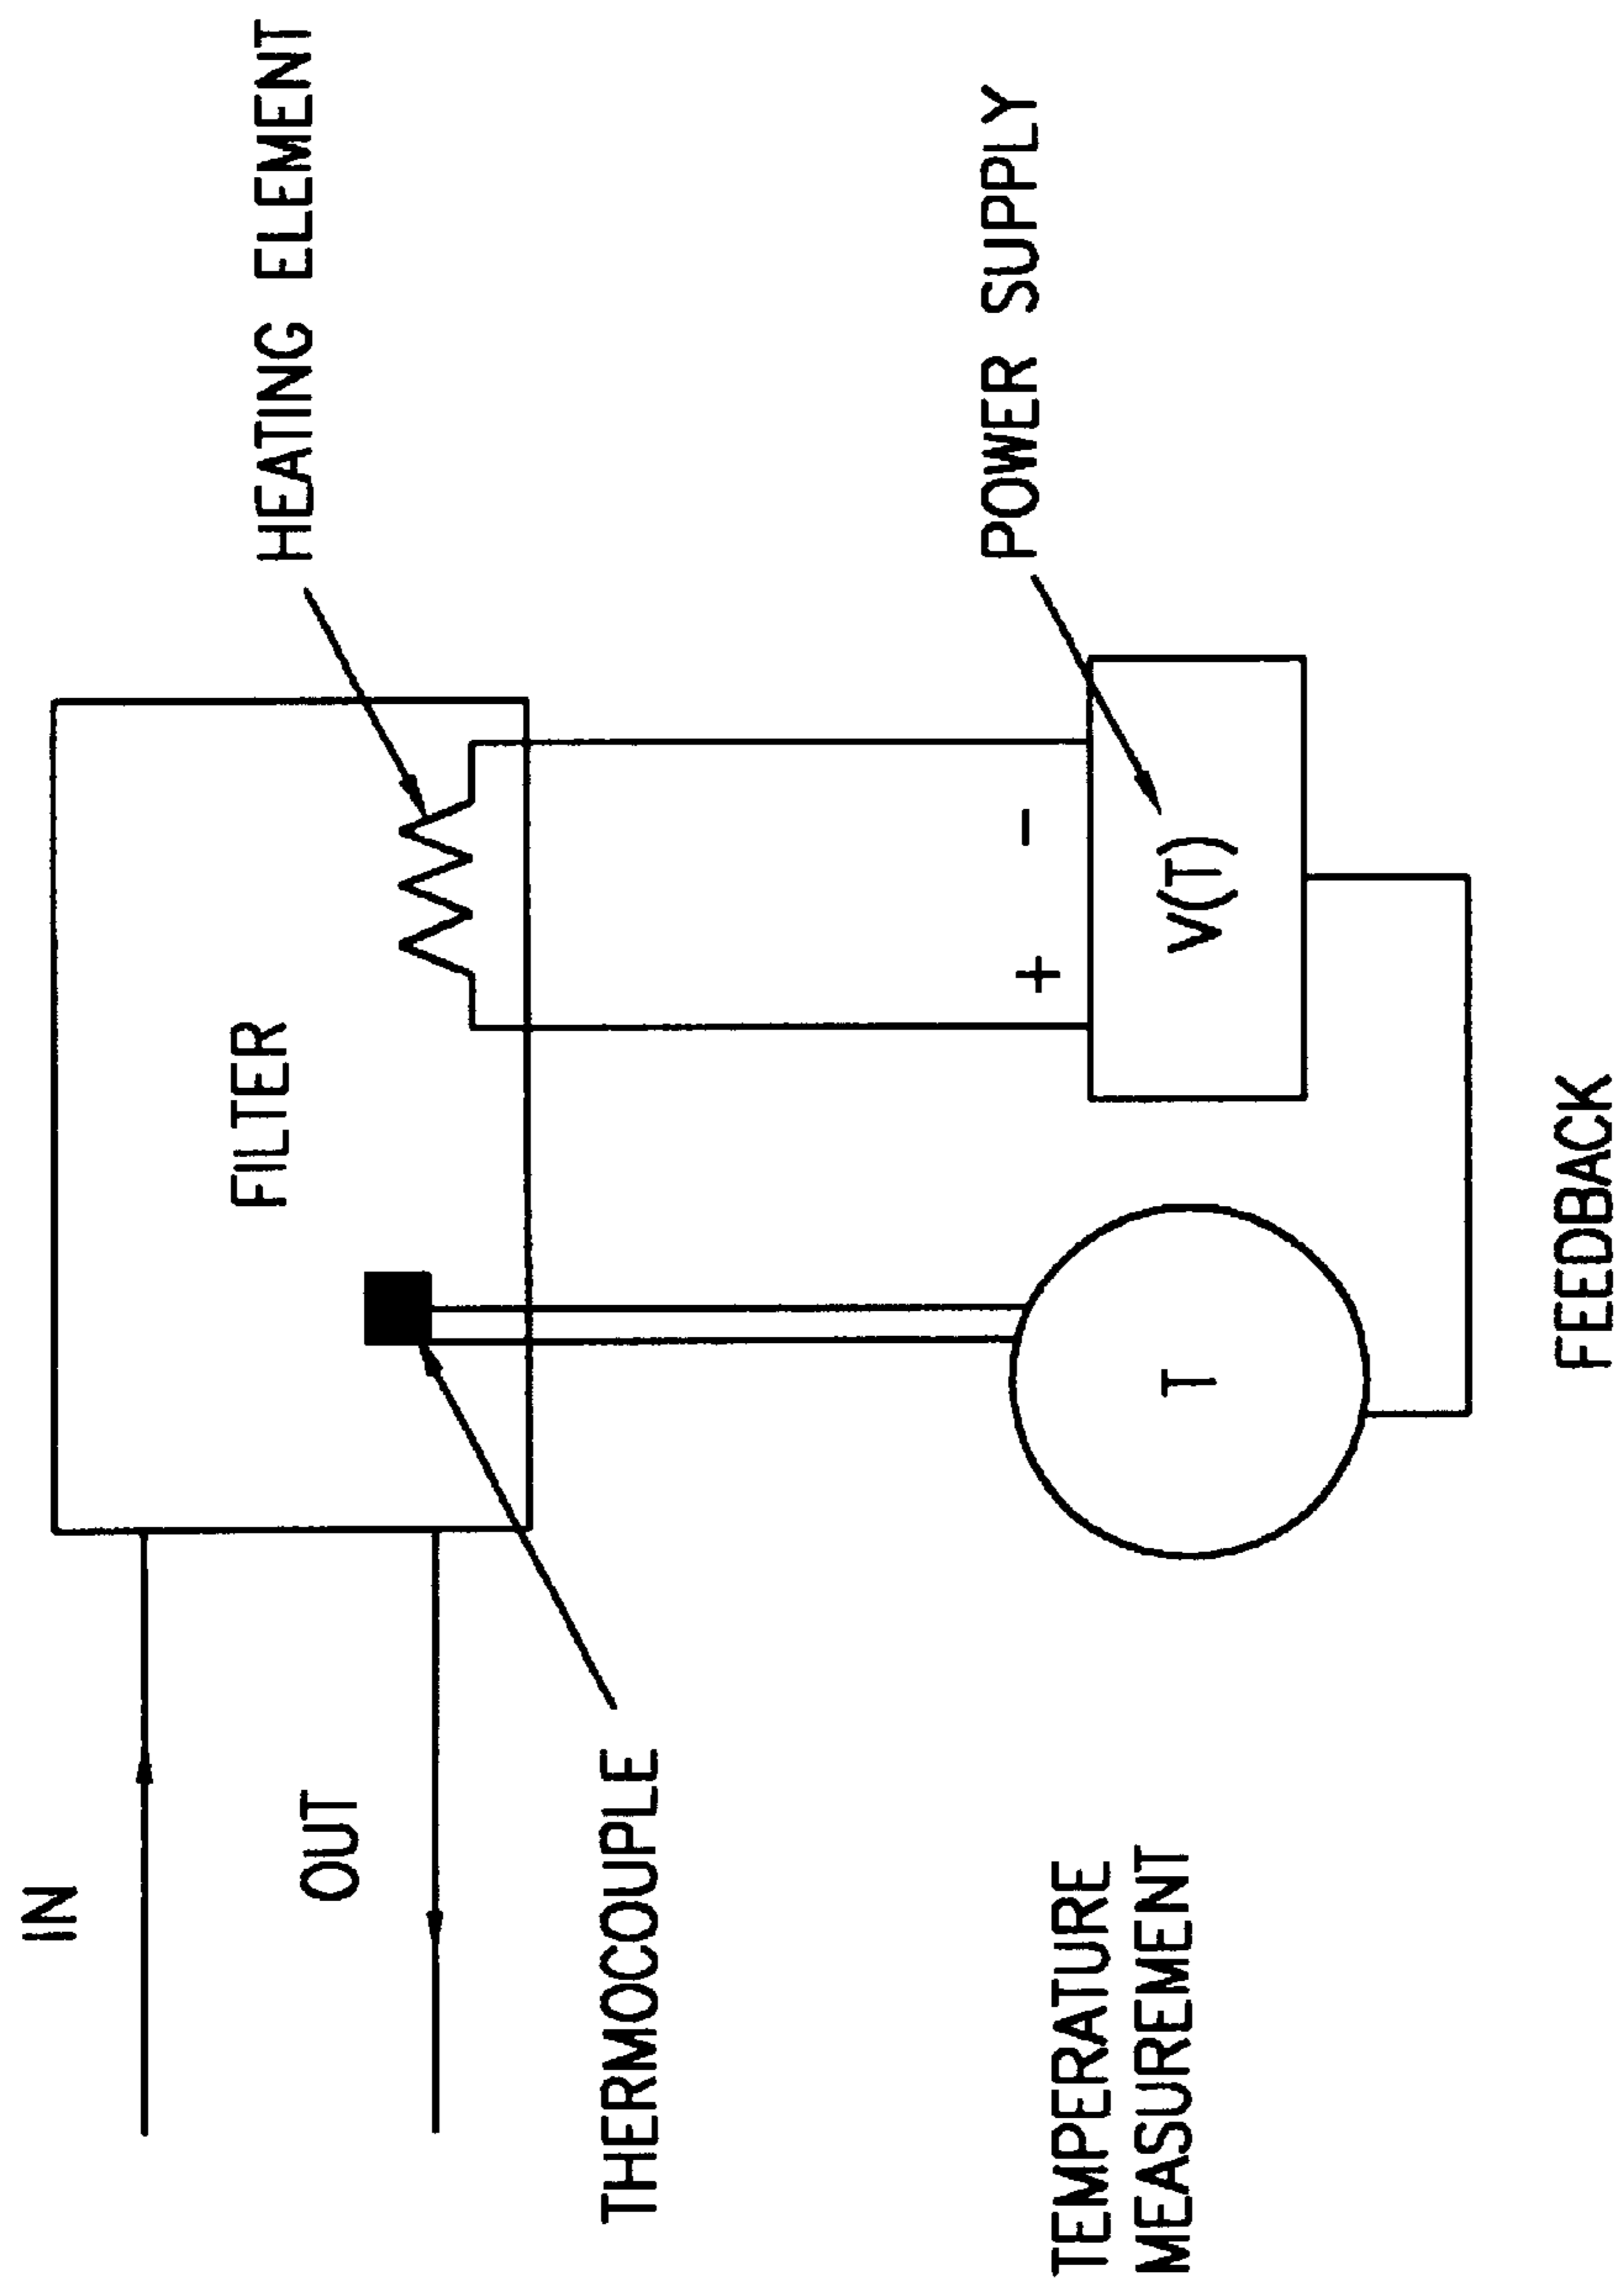 IN
OUT
FILTER
HEATING ELEMENT
THERMOCOUPLE
TEMPERATURE
MEASUREMENT
T
+ -
V(T)
POWER SUPPLY
FEEDBACK